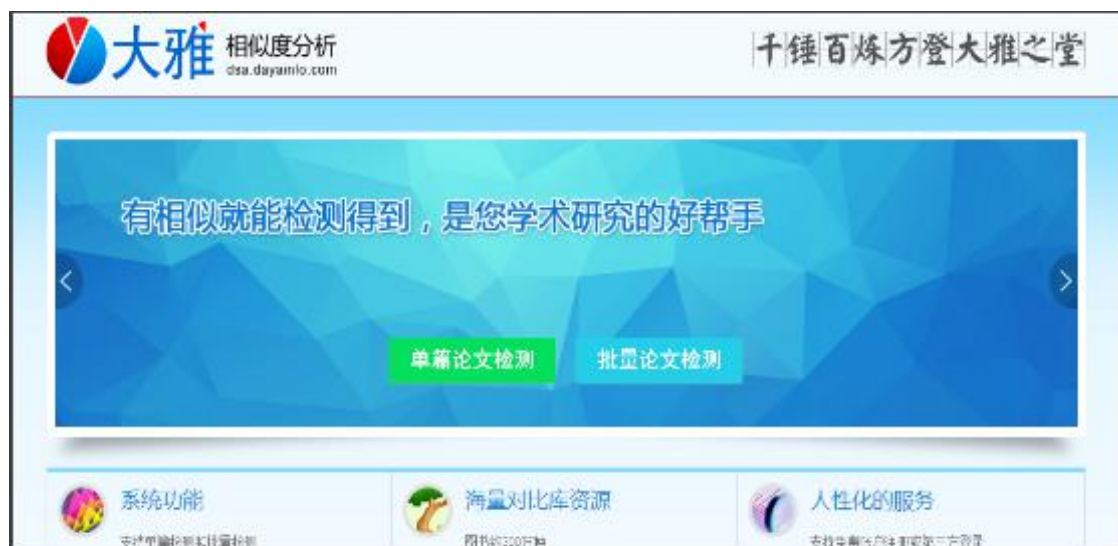 大雅 相似度分析
dsa.dayainfo.com
千锤百炼方登大雅之堂
有相似就能检测得到，是您学术研究的好帮手
单篇论文检测 批量论文检测
系统功能 海量对比库资源 人性化的服务